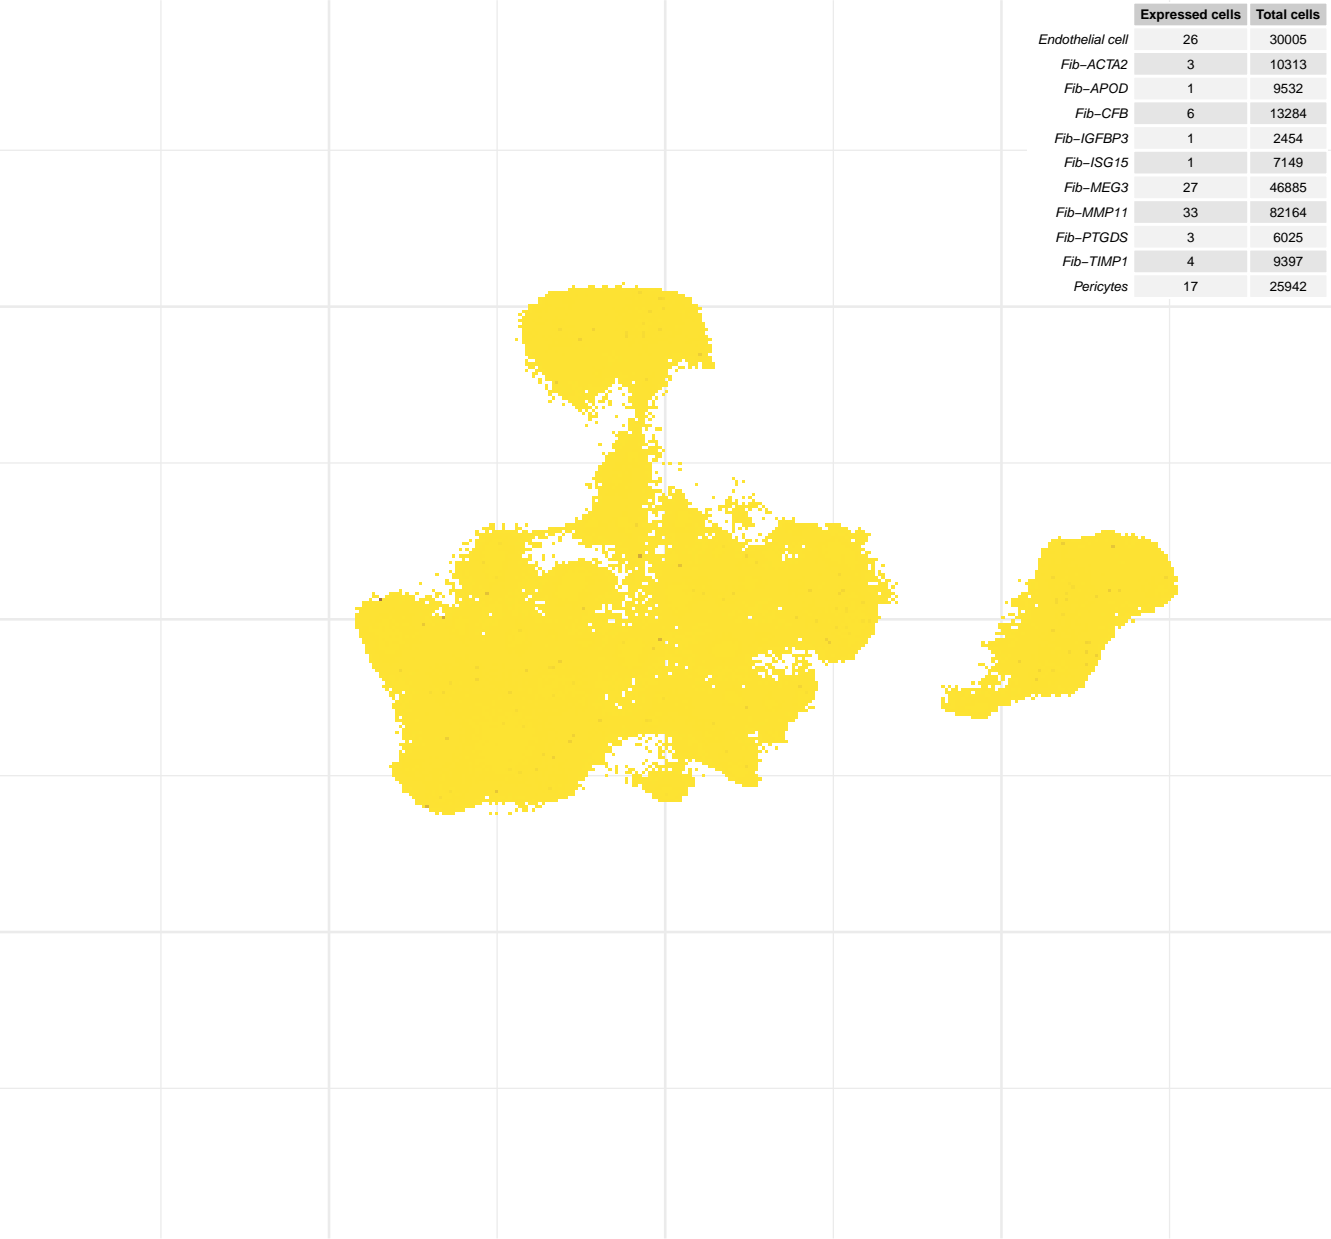 Expressed cells Total cells
Endothelial cell 26 30005
Fib−ACTA2 3 10313
Fib−APOD 1 9532
Fib−CFB 6 13284
Fib−IGFBP3 1 2454
Fib−ISG15 1 7149
Fib−MEG3 27 46885
Fib−MMP11 33 82164
Fib−PTGDS 3 6025
Fib−TIMP1 4 9397
Pericytes 17 25942